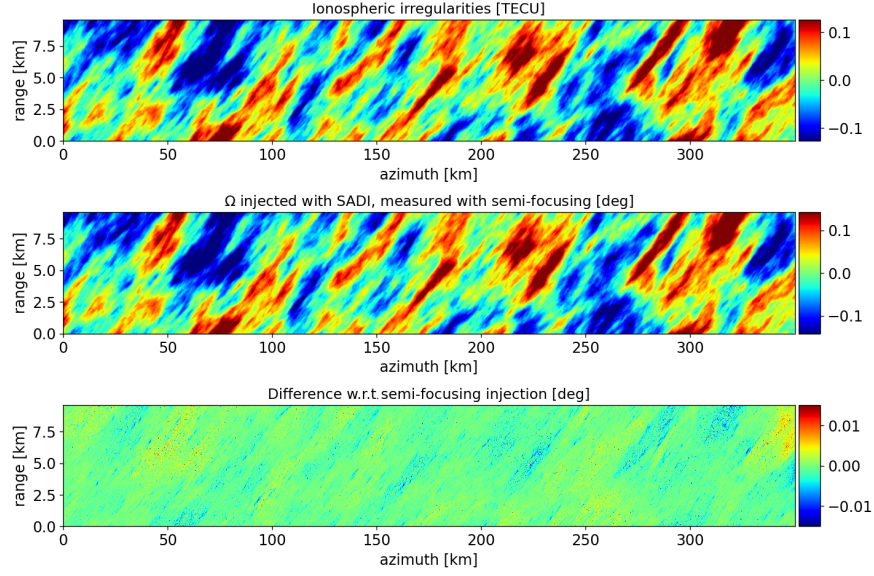 Ionospheric irregularities [TECU]
range [km]
7.5
5.0
2.5
0.0
0 50 100 150 200 250 300
azimuth [km]
0.1
0.0
−0.1
Ω injected with SADI, measured with semi-focusing [deg]
range [km]
7.5
5.0
2.5
0.0
0 50 100 150 200 250 300
azimuth [km]
0.1
0.0
−0.1
Difference w.r.t. semi-focusing injection [deg]
range [km]
7.5
5.0
2.5
0.0
0 50 100 150 200 250 300
azimuth [km]
0.01
0.00
−0.01